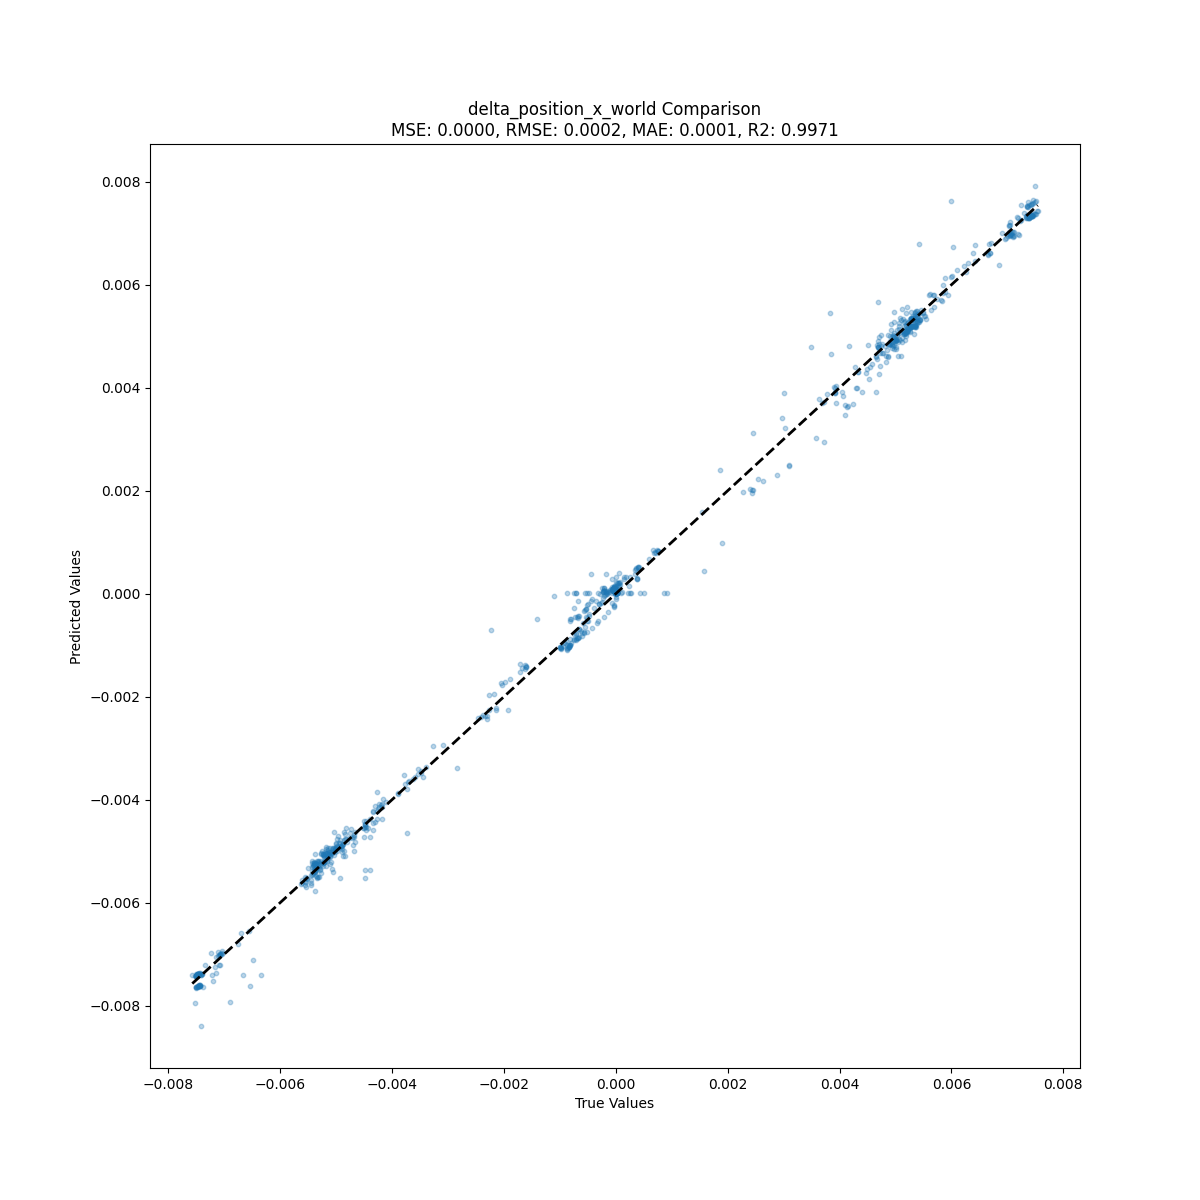 delta_position_x_world Comparison
MSE: 0.0000, RMSE: 0.0002, MAE: 0.0001, R2: 0.9971
0.008
0.006
0.004
0.002
0.000
−0.002
−0.004
−0.006
−0.008
Predicted Values
−0.008 −0.006 −0.004 −0.002 0.000 0.002 0.004 0.006 0.008
True Values